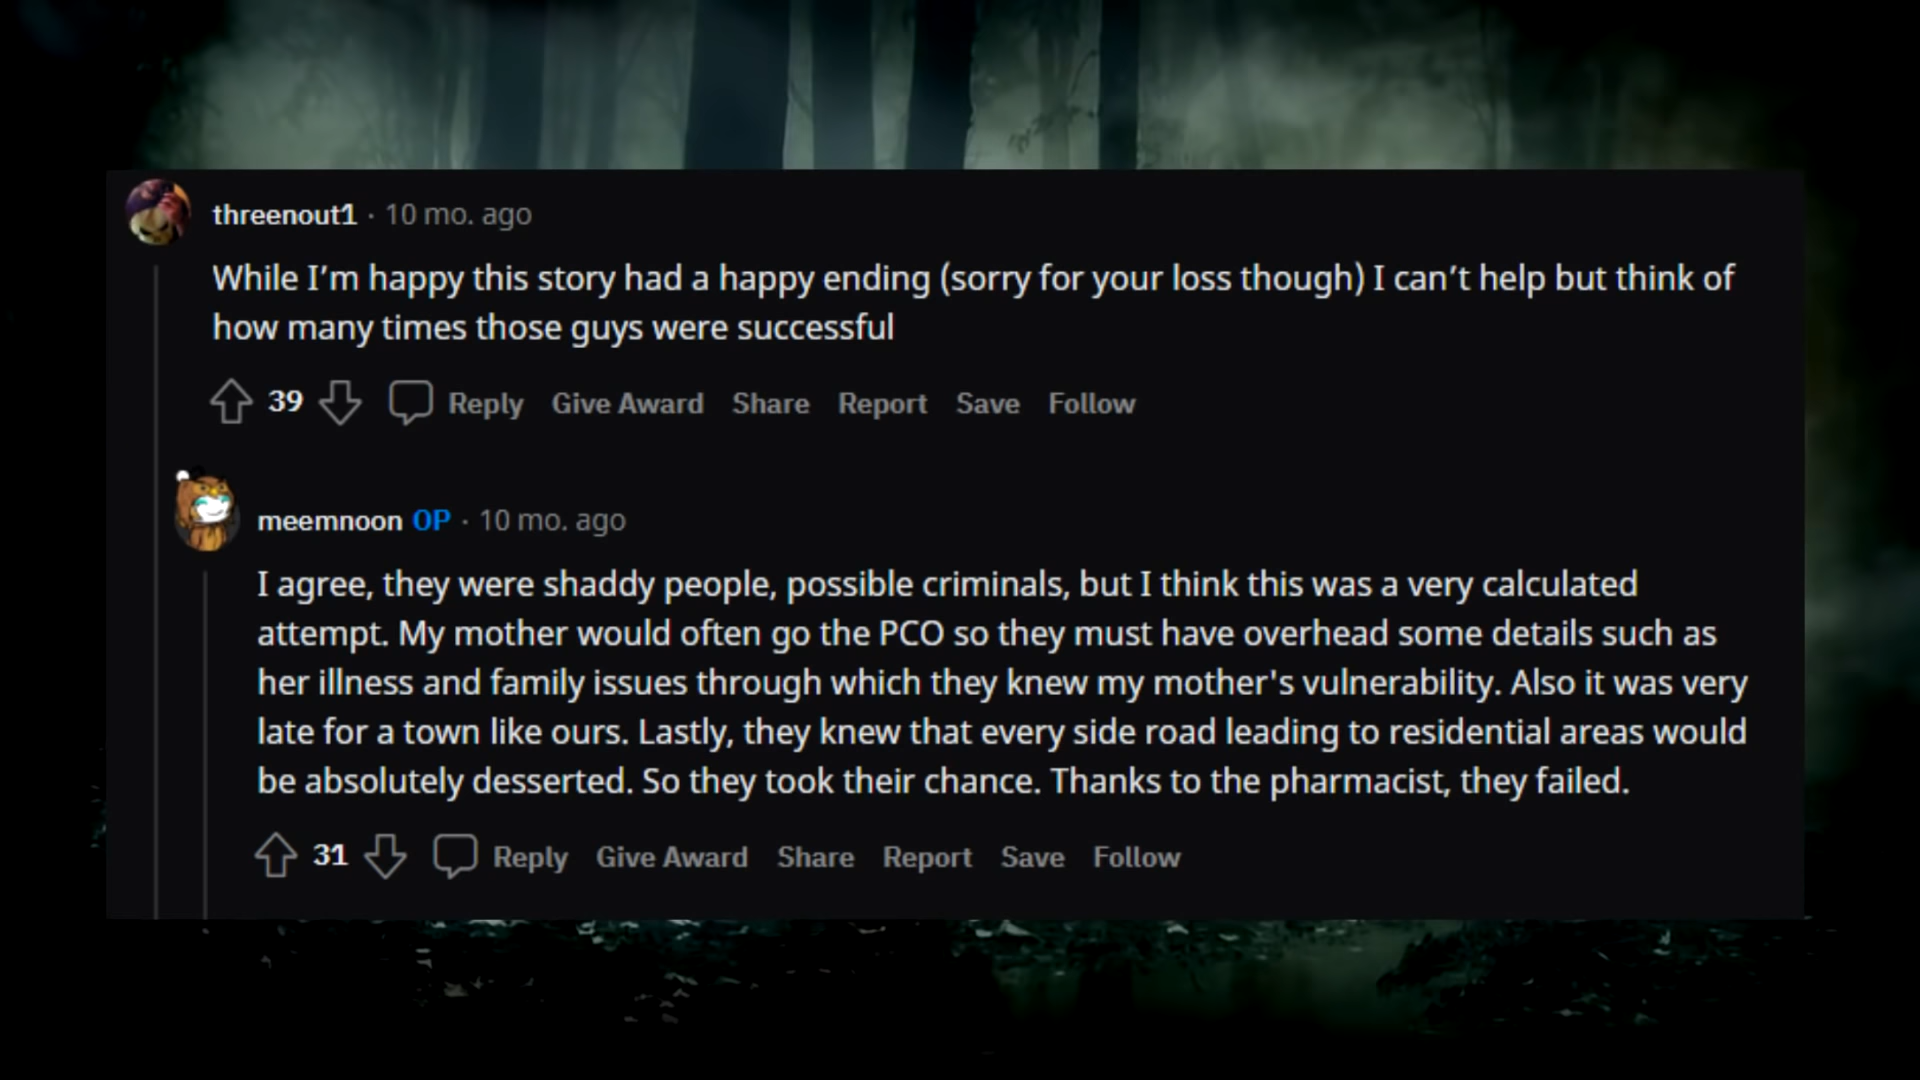 threenout1 · 10 mo. ago
While I’m happy this story had a happy ending (sorry for your loss though) I can’t help but think of
how many times those guys were successful
39 Reply Give Award Share Report Save Follow
meemnoon OP · 10 mo. ago
I agree, they were shaddy people, possible criminals, but I think this was a very calculated
attempt. My mother would often go the PCO so they must have overhead some details such as
her illness and family issues through which they knew my mother's vulnerability. Also it was very
late for a town like ours. Lastly, they knew that every side road leading to residential areas would
be absolutely desserted. So they took their chance. Thanks to the pharmacist, they failed.
31 Reply Give Award Share Report Save Follow